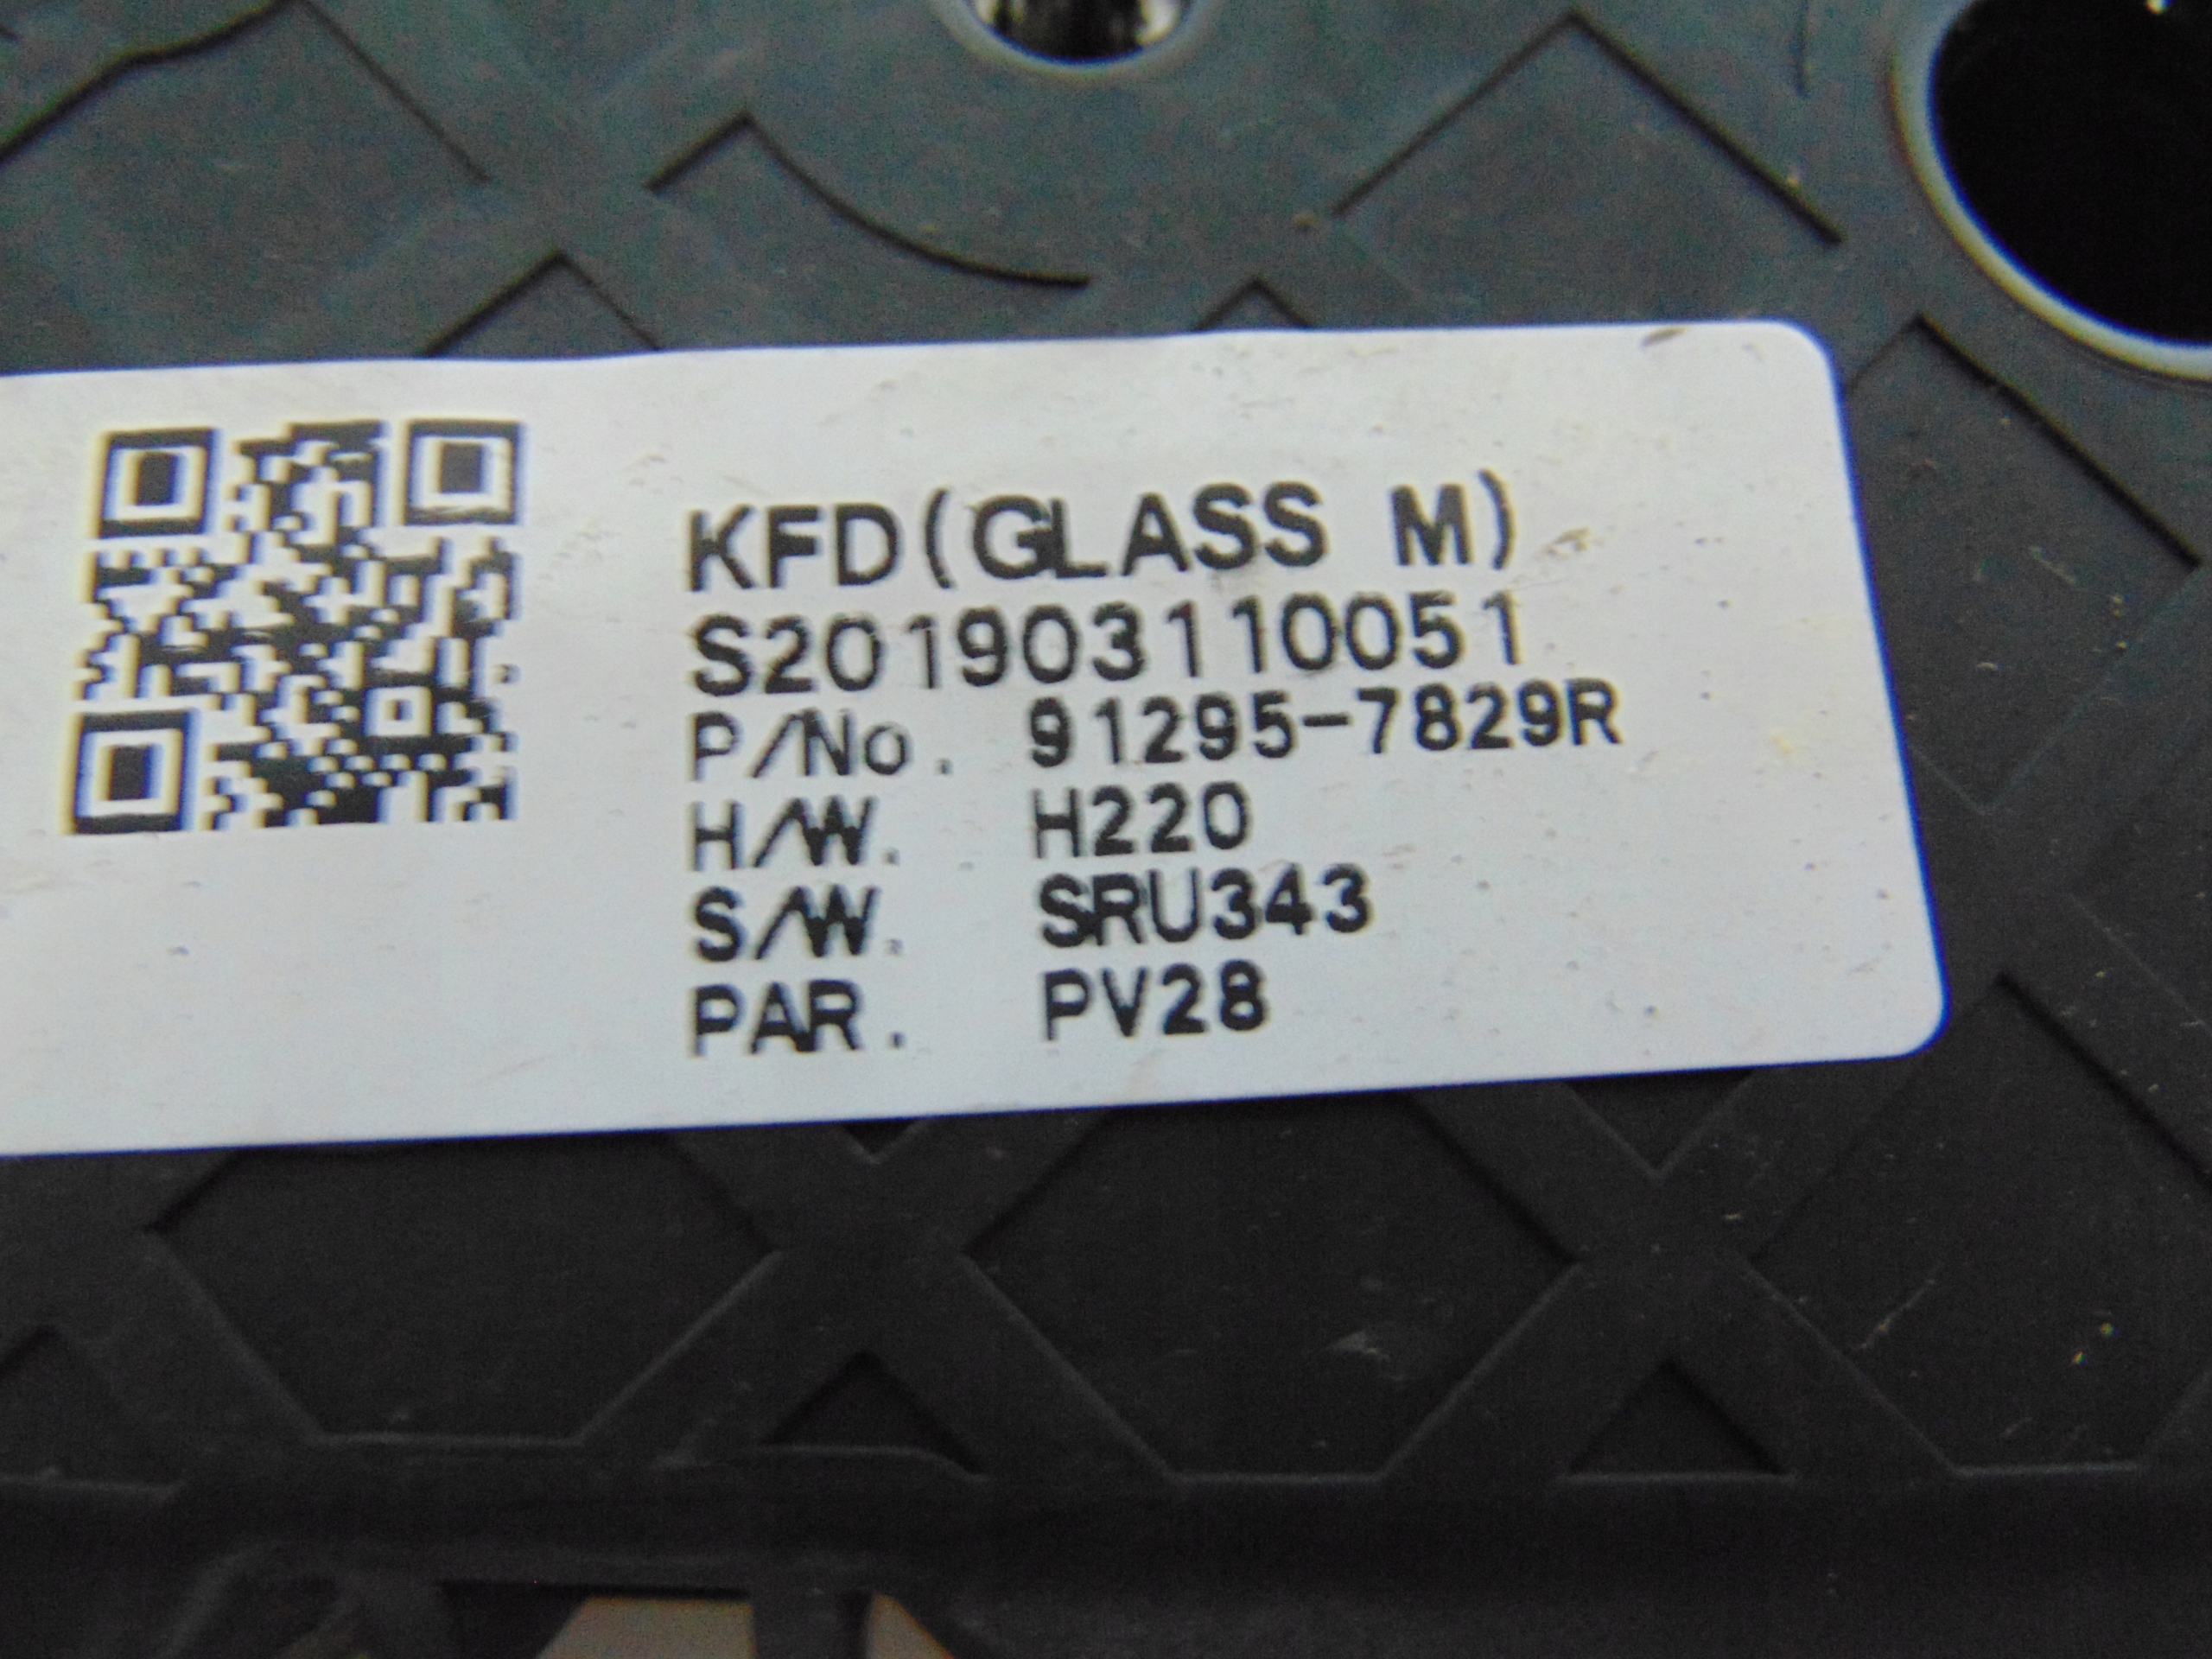 KFD(GLASS M)
S201903110051
P/No. 91295-7829R
H/W. H220
S/W. SRU343
PAR. PV28